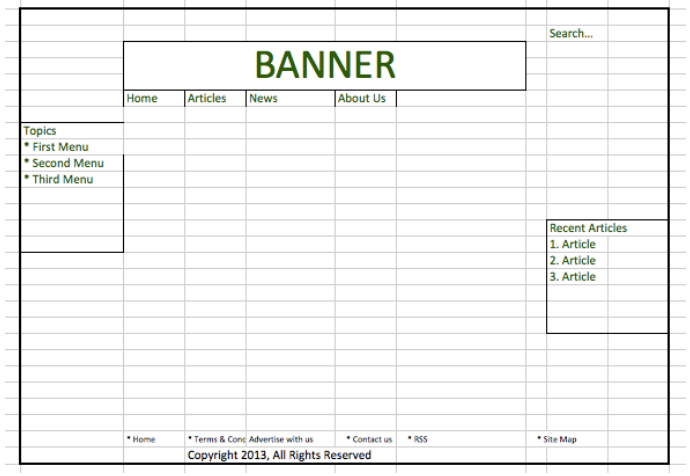 Search...
BANNER
Home Articles News About Us
Topics
* First Menu
* Second Menu
* Third Menu
Recent Articles
1. Article
2. Article
3. Article
* Home * Terms & Conc Advertise with us * Contact us * RSS * Site Map
Copyright 2013, All Rights Reserved